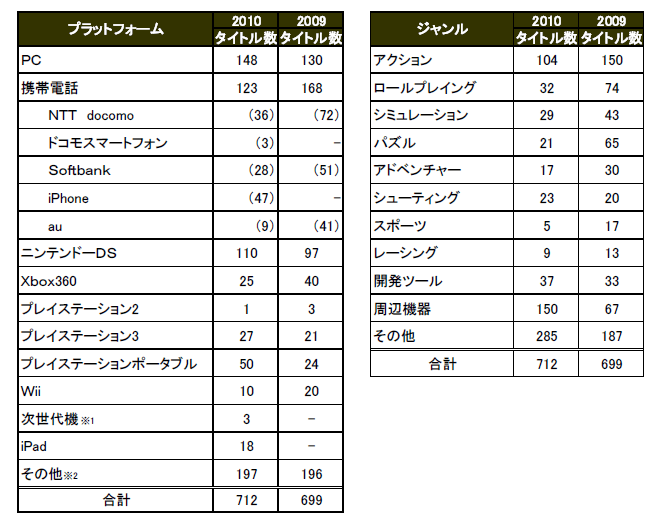 プラットフォーム 2010 タイトル数 2009 タイトル数
PC 148 130
携帯電話 123 168
NTT docomo (36) (72)
ドコモスマートフォン (3) -
Softbank (28) (51)
iPhone (47) -
au (9) (41)
ニンテンドーDS 110 97
Xbox360 25 40
プレイステーション2 1 3
プレイステーション3 27 21
プレイステーションポータブル 50 24
Wii 10 20
次世代機※1 3 -
iPad 18 -
その他※2 197 196
合計 712 699
ジャンル 2010 タイトル数 2009 タイトル数
アクション 104 150
ロールプレイング 32 74
シミュレーション 29 43
パズル 21 65
アドベンチャー 17 30
シューティング 23 20
スポーツ 5 17
レーシング 9 13
開発ツール 37 33
周辺機器 150 67
その他 285 187
合計 712 699